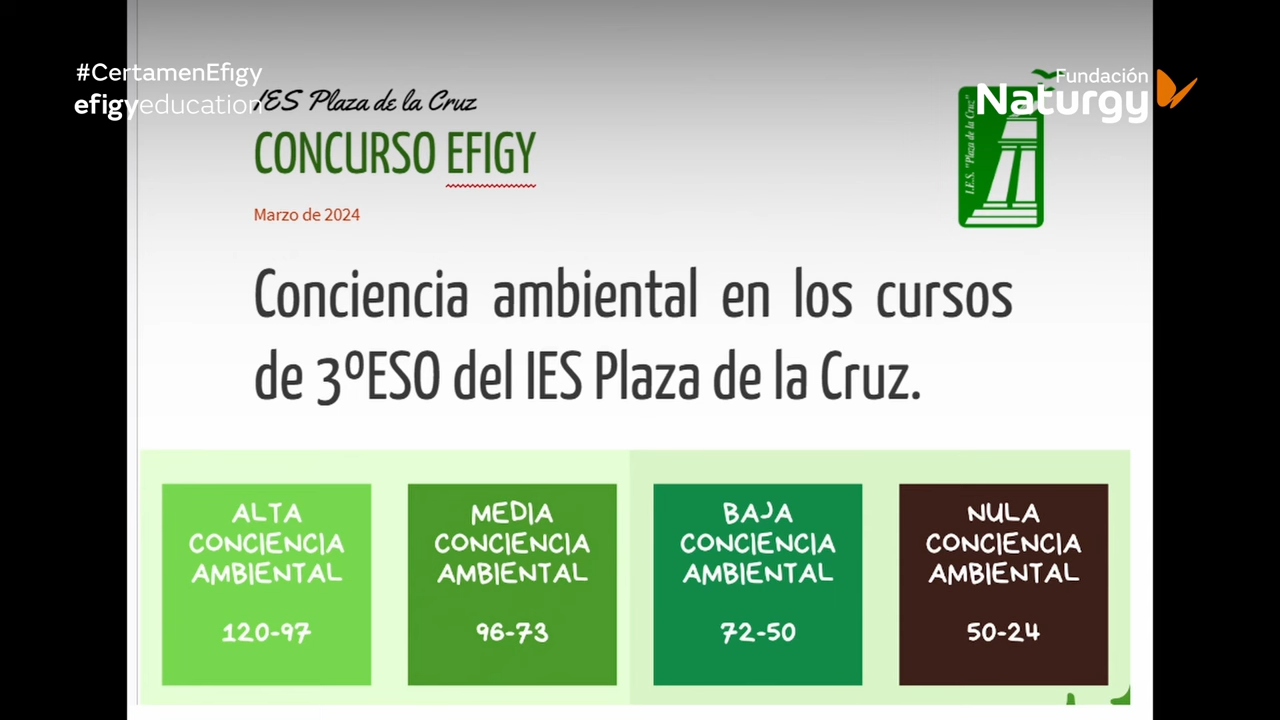 #CertamenEfigy
efigyeducation
Fundación
Naturgy
IES Plaza de la Cruz
CONCURSO EFIGY
Marzo de 2024
I.E.S. "Plaza de la Cruz"
Conciencia ambiental en los cursos
de 3ºESO del IES Plaza de la Cruz.
ALTA
CONCIENCIA
AMBIENTAL
120-97
MEDIA
CONCIENCIA
AMBIENTAL
96-73
BAJA
CONCIENCIA
AMBIENTAL
72-50
NULA
CONCIENCIA
AMBIENTAL
50-24